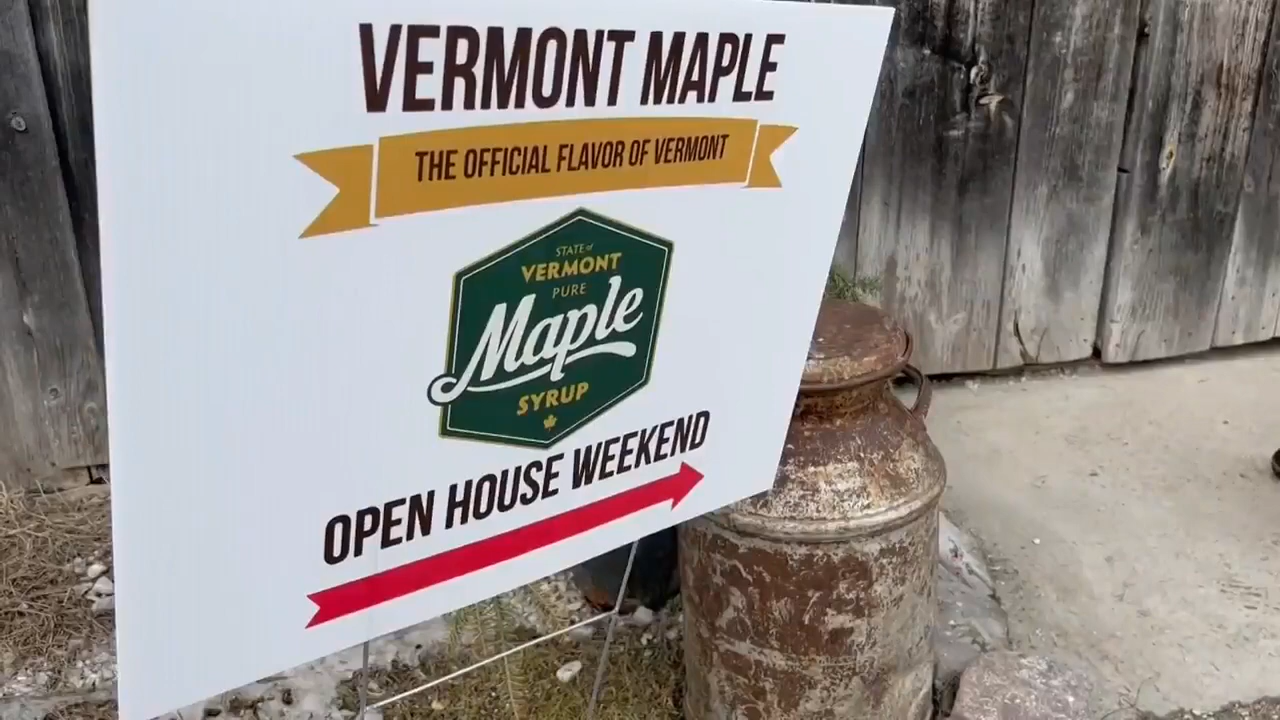 VERMONT MAPLE
THE OFFICIAL FLAVOR OF VERMONT
STATE of
VERMONT
PURE
Maple
SYRUP
OPEN HOUSE WEEKEND